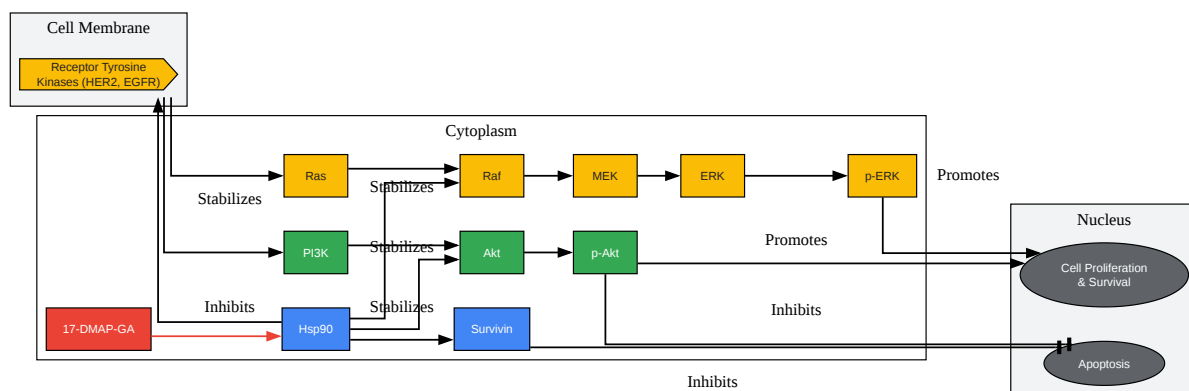 Cell Membrane
Receptor Tyrosine
Kinases (HER2, EGFR)
Cytoplasm
Ras
Stabilizes
Raf
MEK
ERK
p-ERK
Promotes
Stabilizes
Nucleus
PI3K
Stabilizes
Akt
p-Akt
Promotes
Cell Proliferation
& Survival
17-DMAP-GA
Inhibits
Hsp90
Stabilizes
Survivin
Inhibits
Apoptosis
Inhibits